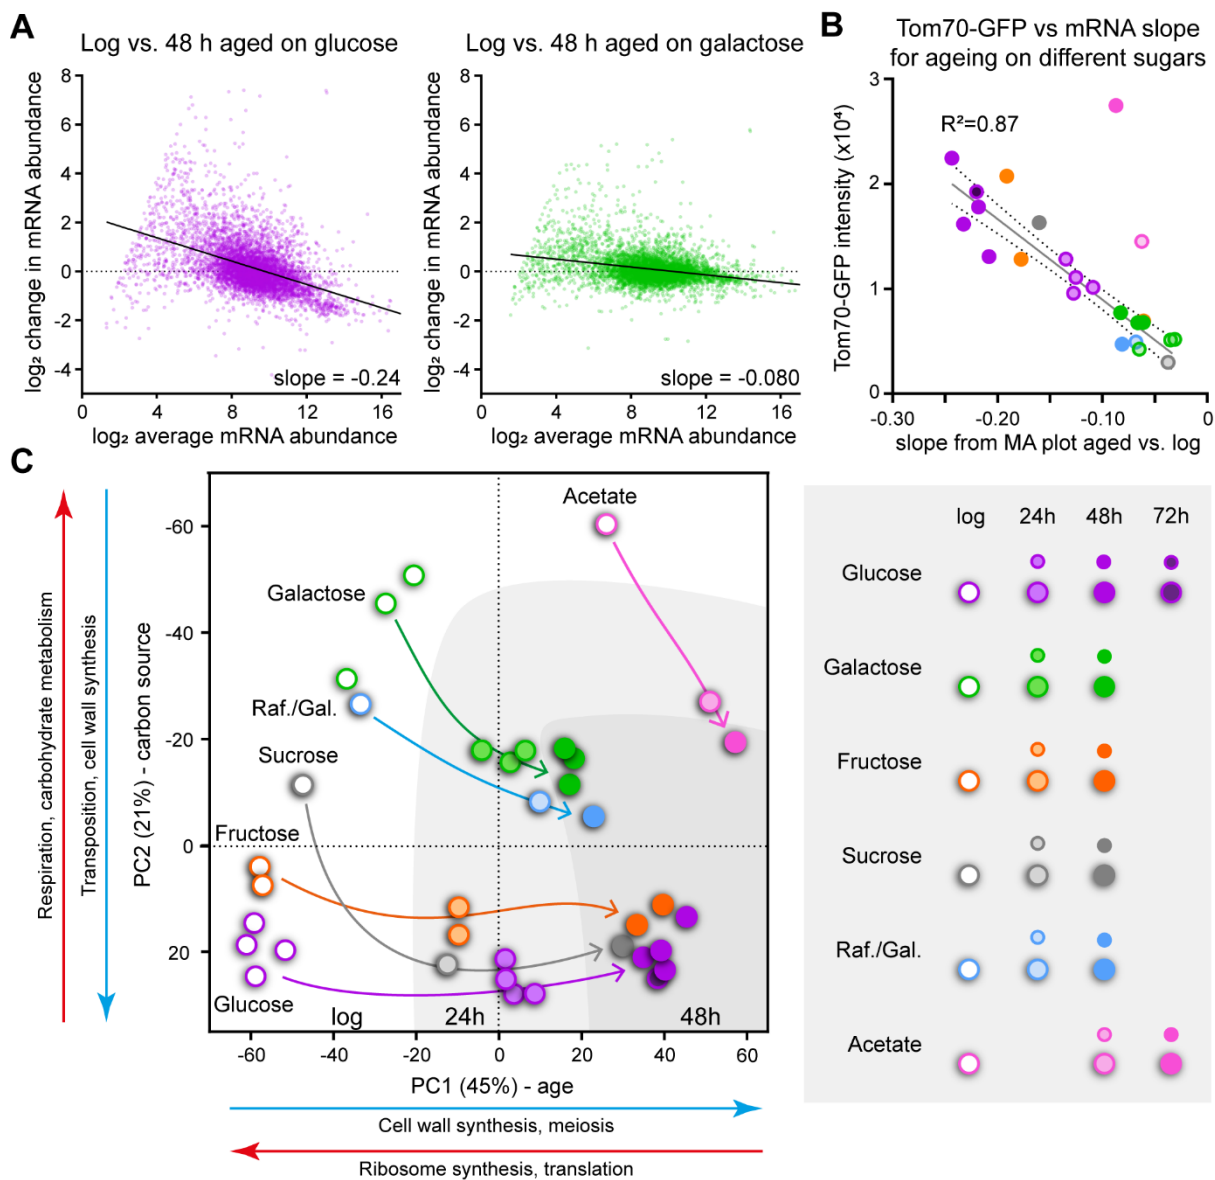 A
Log vs. 48 h aged on glucose
log₂ change in mRNA abundance
8
6
4
2
0
-2
-4
slope = -0.24
0
4
8
12
16
log₂ average mRNA abundance
Log vs. 48 h aged on galactose
log₂ change in mRNA abundance
8
6
4
2
0
-2
-4
slope = -0.080
0
4
8
12
16
log₂ average mRNA abundance
B
Tom70-GFP vs mRNA slope
for ageing on different sugars
Tom70-GFP intensity (x10⁴)
3
2
1
0
R²=0.87
-0.30
-0.20
-0.10
0
slope from MA plot aged vs. log
C
Respiration, carbohydrate metabolism
Transposition, cell wall synthesis
PC2 (21%) - carbon source
-60
-40
-20
0
20
Acetate
Galactose
Raf./Gal.
Sucrose
Fructose
Glucose
log
24h
48h
-60
-40
-20
0
20
40
60
PC1 (45%) - age
Cell wall synthesis, meiosis
Ribosome synthesis, translation
log 24h 48h 72h
Glucose
Galactose
Fructose
Sucrose
Raf./Gal.
Acetate